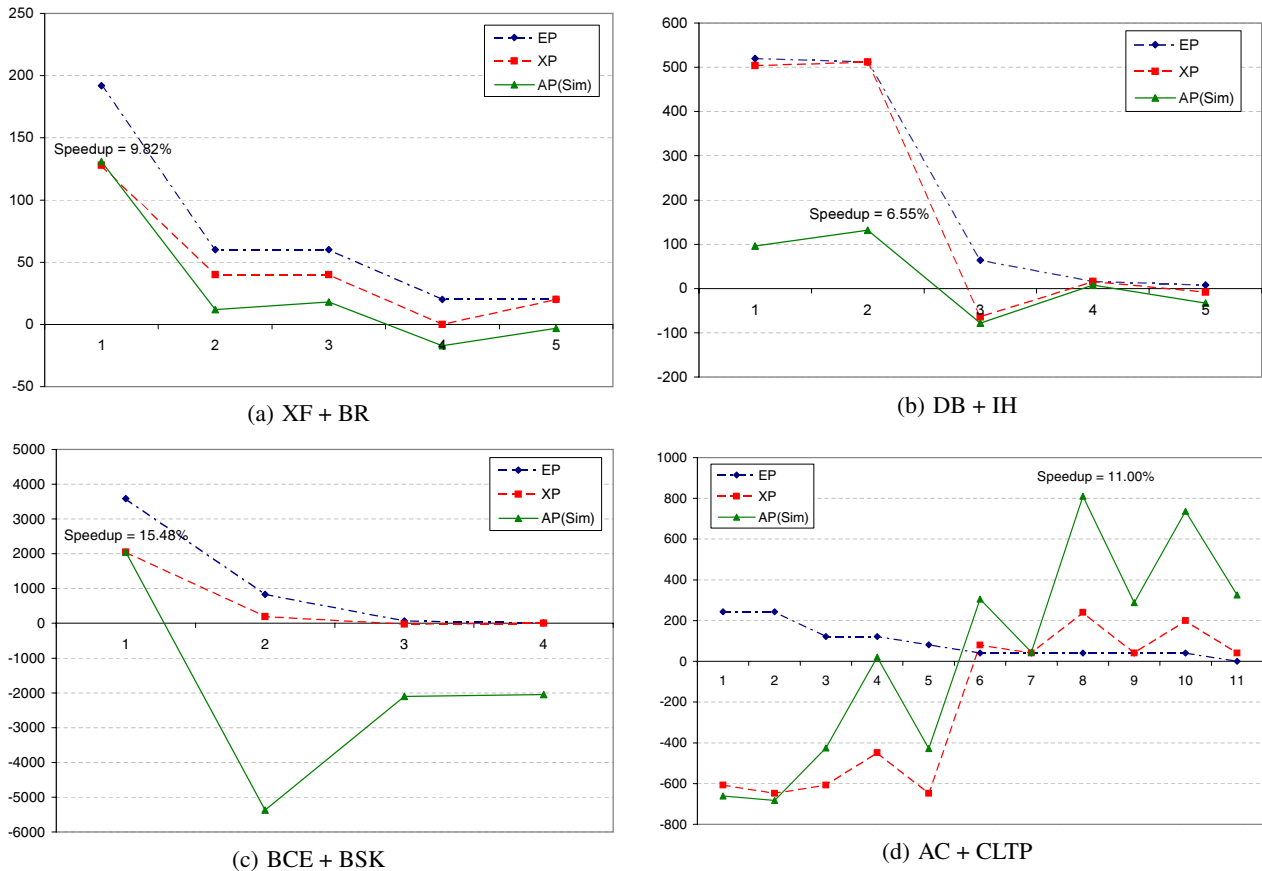 250
200
150
100
50
0
-50
EP
XP
AP(Sim)
Speedup = 9.82%
1 2 3 4 5
(a) XF + BR
600
500
400
300
200
100
0
-100
-200
EP
XP
AP(Sim)
Speedup = 6.55%
1 2 3 4 5
(b) DB + IH
5000
4000
3000
2000
1000
0
-1000
-2000
-3000
-4000
-5000
-6000
EP
XP
AP(Sim)
Speedup = 15.48%
1 2 3 4
(c) BCE + BSK
1000
800
600
400
200
0
-200
-400
-600
-800
EP
XP
AP(Sim)
Speedup = 11.00%
1 2 3 4 5 6 7 8 9 10 11
(d) AC + CLTP